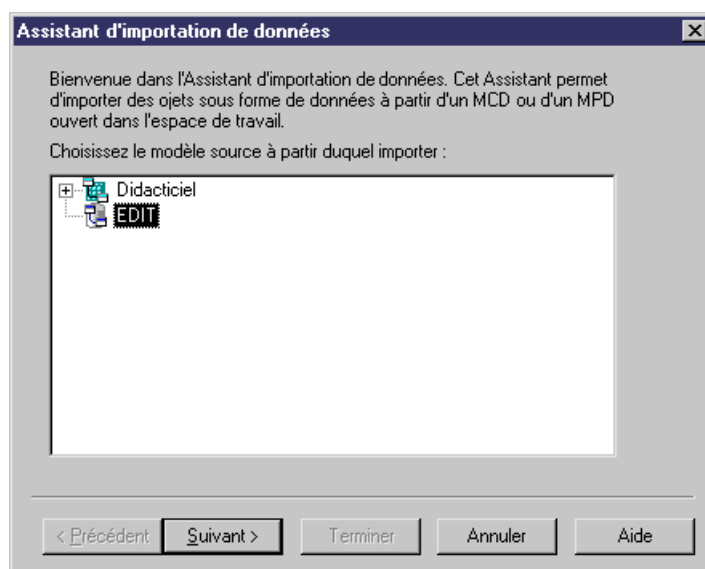 Assistant d'importation de données
Bienvenue dans l'Assistant d'importation de données. Cet Assistant permet
d'importer des ojets sous forme de données à partir d'un MCD ou d'un MPD
ouvert dans l'espace de travail.
Choisissez le modèle source à partir duquel importer :
Didacticiel
EDIT
< Précédent Suivant > Terminer Annuler Aide